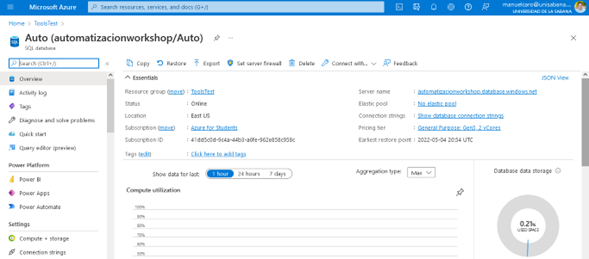 Microsoft Azure
Search resources, services, and docs (G+/)
manuelcaro@unisabana...
UNIVERSIDAD DE LA SABANA
Home > ToolsTest >
Auto (automatizacionworkshop/Auto)
SQL database
Search (Ctrl+/)
Copy Restore Export Set server firewall Delete Connect with... Feedback
Overview
Activity log
Tags
Diagnose and solve problems
Quick start
Query editor (preview)
Power Platform
Power BI
Power Apps
Power Automate
Settings
Compute + storage
Connection strings
Essentials
JSON View
Resource group (move) : ToolsTest
Status : Online
Location : East US
Subscription (move) : Azure for Students
Subscription ID
Tags (edit) : Click here to add tags
Server name : automatizacionworkshop.database.windows.net
Elastic pool : No elastic pool
Connection strings : Show database connection strings
Pricing tier : General Purpose: Gen5, 2 vCores
Earliest restore point : 2022-05-04 20:54 UTC
Show data for last: 1 hour 24 hours 7 days
Aggregation type: Max
Compute utilization
100%
90%
80%
70%
60%
50%
Database data storage
0.21%
USED SPACE